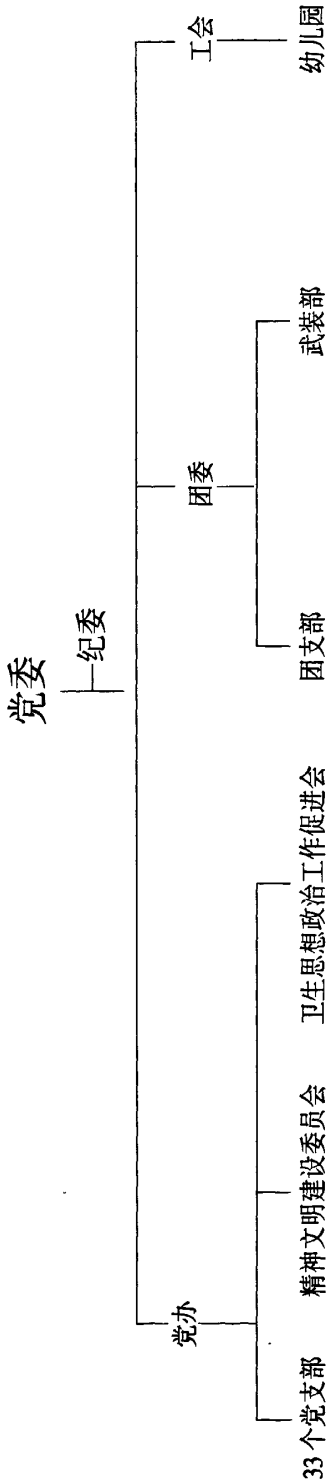 党委
纪委
党办
团委
工会
33个党支部
精神文明建设委员会
卫生思想政治工作促进会
团支部
武装部
幼儿园